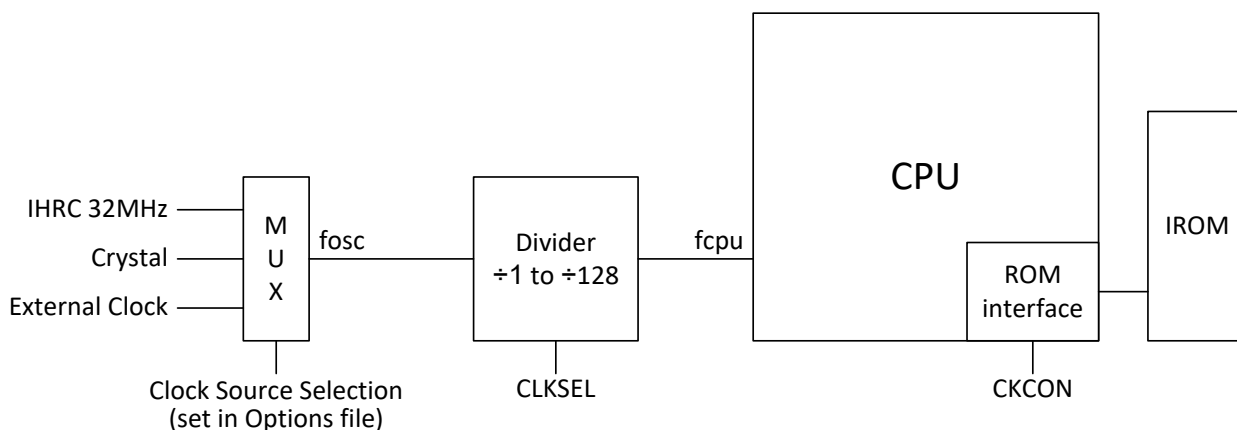 IHRC 32MHz
Crystal
External Clock
M
U
X
fosc
Clock Source Selection
(set in Options file)
Divider
÷1 to ÷128
CLKSEL
fcpu
CPU
ROM
interface
CKCON
IROM